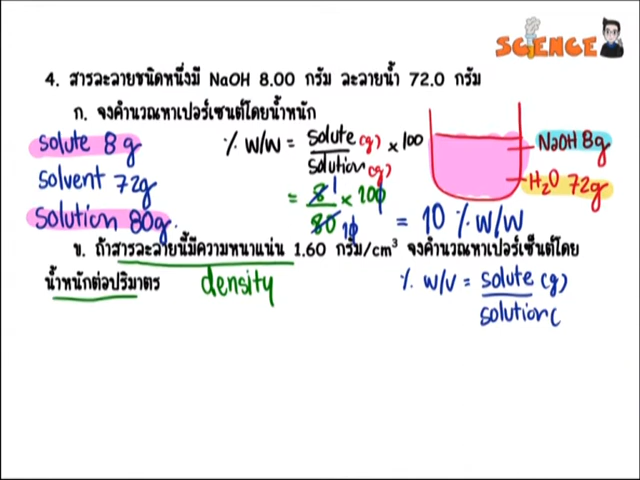 SCIENCE
4. สารละลายชนิดหนึ่งมี NaOH 8.00 กรัม ละลายน้ำ 72.0 กรัม
ก. จงคำนวณหาเปอร์เซนต์โดยน้ำหนัก
solute 8g
solvent 72g
solution 80g.
% w/w = solute(g) × 100
solution(g)
= 8 1 × 100
80 10
= 10 % w/w
NaOH 8g
H2O 72g
ข. ถ้าสารละลายนี้มีความหนาแน่น 1.60 กรัม/cm³ จงคำนวณหาเปอร์เซ็นต์โดย
น้ำหนักต่อปริมาตร
density
% w/v = solute (g)
solution (